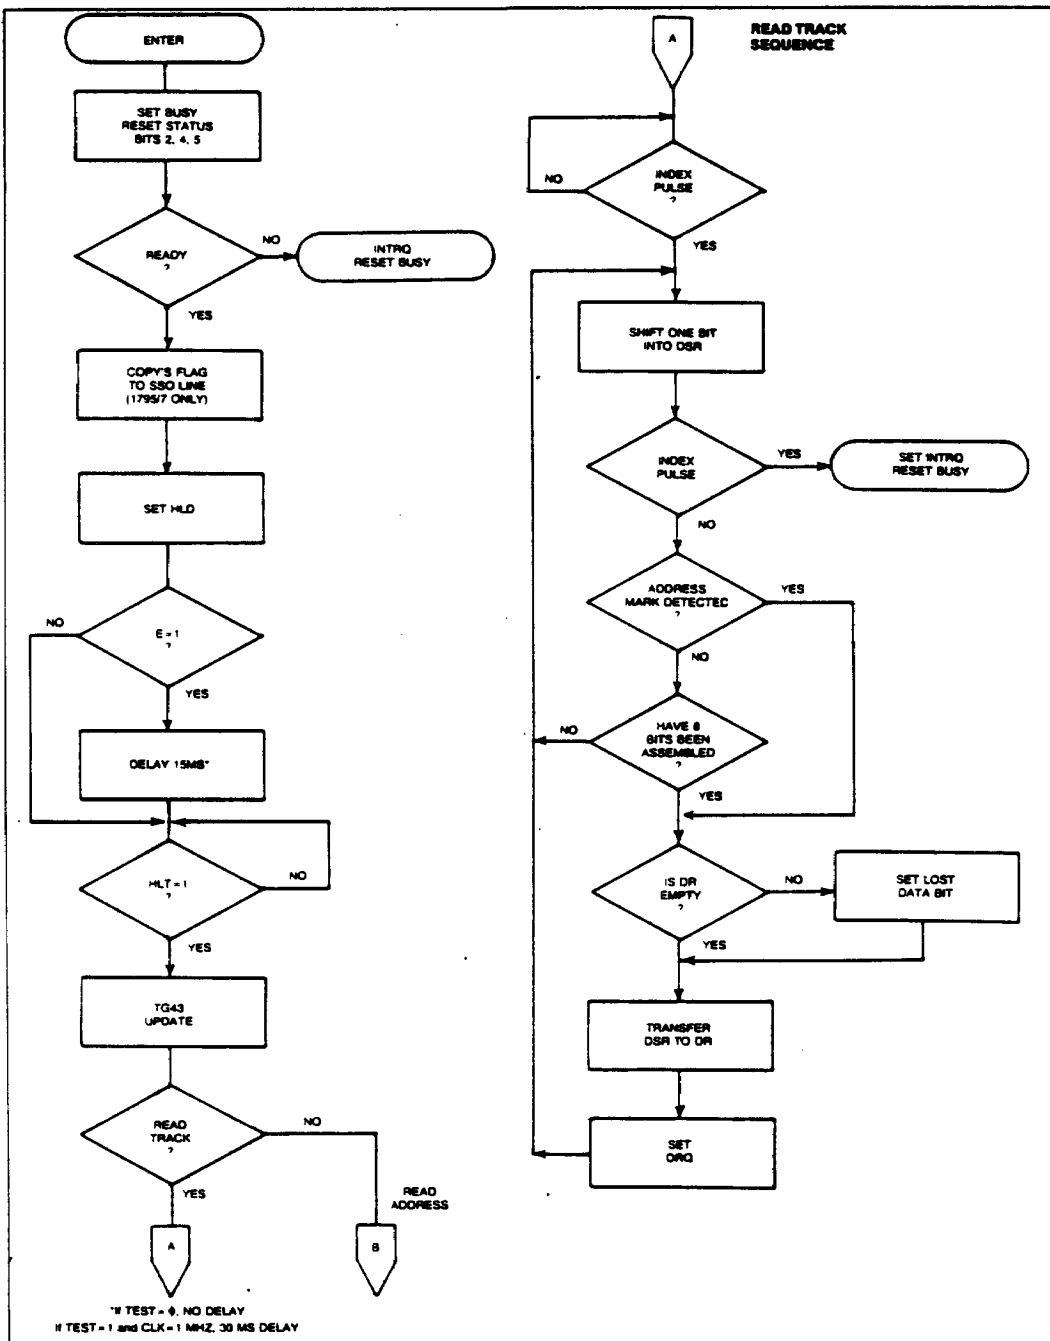 ENTER
SET BUSY
RESET STATUS
BITS 2, 4, 5
READY
?
NO
INTRQ
RESET BUSY
YES
COPY'S FLAG
TO SSO LINE
(1795/7 ONLY)
SET HLD
E = 1
?
NO
YES
DELAY 15MS*
HLT = 1
?
NO
YES
TG43
UPDATE
READ
TRACK
?
NO
YES
READ
ADDRESS
A
B
*If TEST = φ, NO DELAY
If TEST = 1 and CLK = 1 MHZ, 30 MS DELAY
READ TRACK
SEQUENCE
A
INDEX
PULSE
?
NO
YES
SHIFT ONE BIT
INTO DSR
INDEX
PULSE
YES
SET INTRQ
RESET BUSY
NO
ADDRESS
MARK DETECTED
?
YES
NO
HAVE 8
BITS BEEN
ASSEMBLED
?
NO
YES
IS DR
EMPTY
?
NO
SET LOST
DATA BIT
YES
TRANSFER
DSR TO DR
SET
DRQ